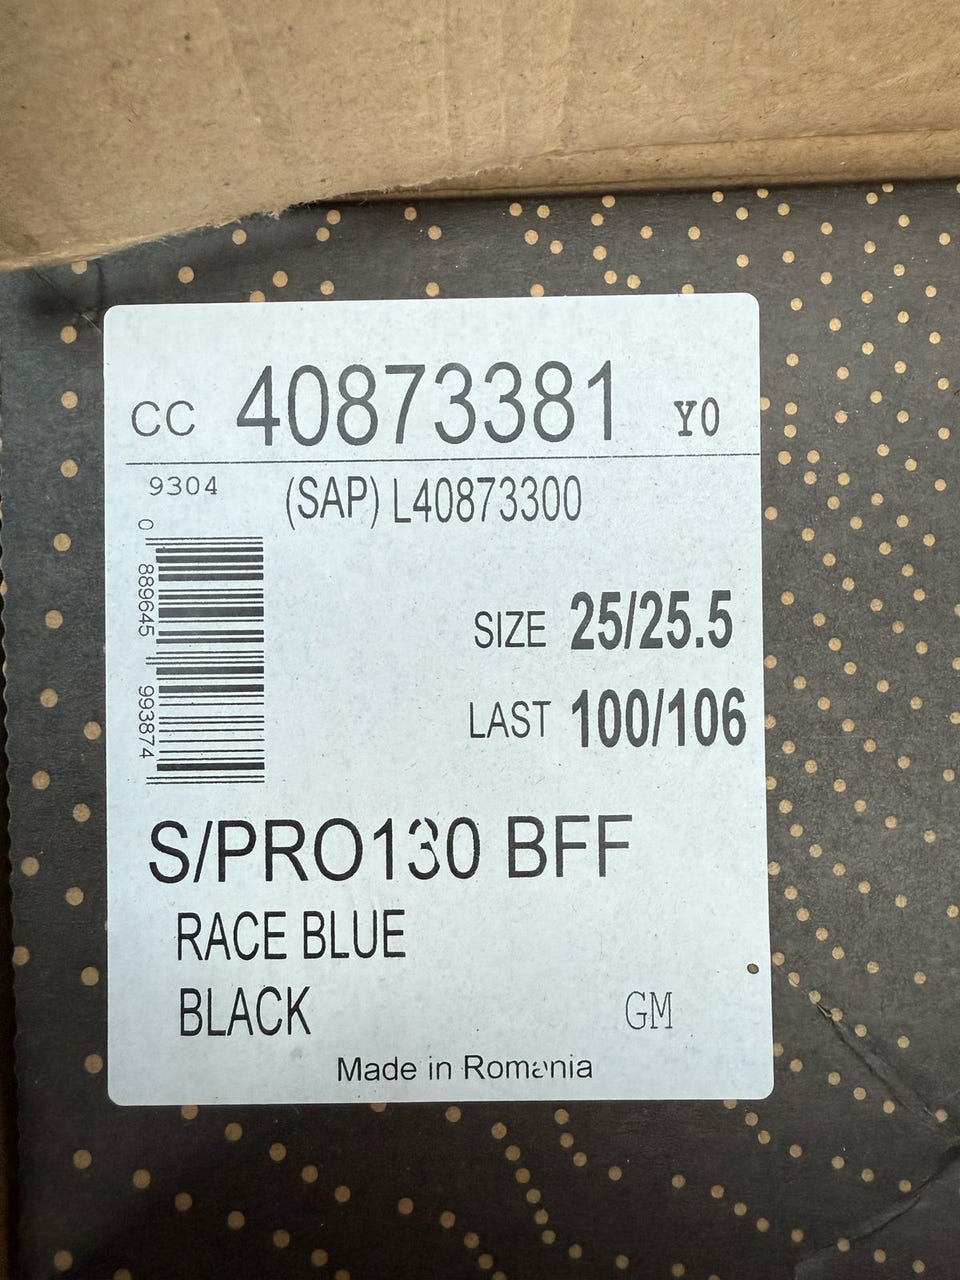 CC 40873381 Y0
9304 (SAP) L40873300
0 889645 993874
SIZE 25/25.5
LAST 100/106
S/PRO130 BFF
RACE BLUE
BLACK GM
Made in Romania